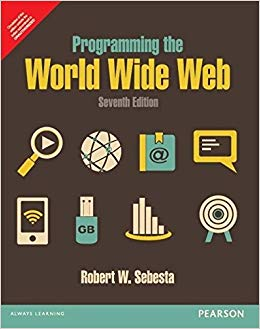 Programming the
World Wide Web
Seventh Edition
@
GB
Robert W. Sebesta
ALWAYS LEARNING
PEARSON